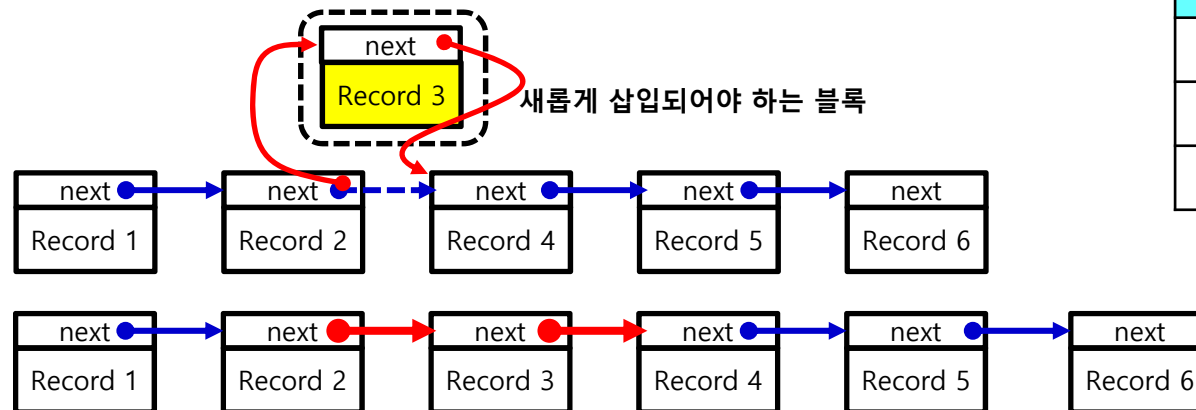 next
Record 3
새롭게 삽입되어야 하는 블록
next next next next next
Record 1 Record 2 Record 4 Record 5 Record 6
next next next next next next
Record 1 Record 2 Record 3 Record 4 Record 5 Record 6